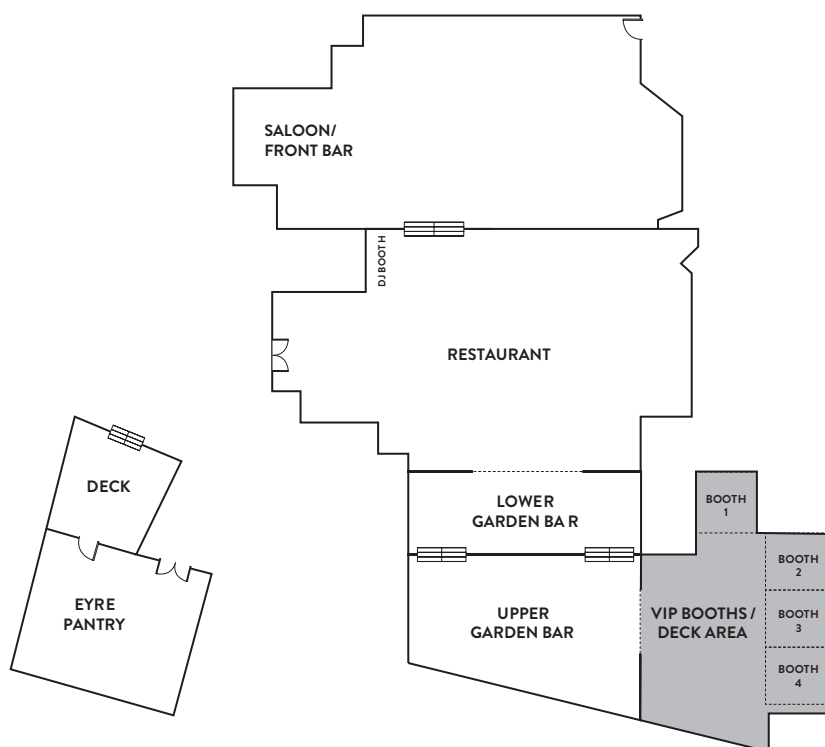 SALOON/
FRONT BAR
DJ BOOTH
RESTAURANT
DECK
LOWER
GARDEN BA R
BOOTH
1
BOOTH
2
EYRE
PANTRY
UPPER
GARDEN BAR
VIP BOOTHS /
DECK AREA
BOOTH
3
BOOTH
4